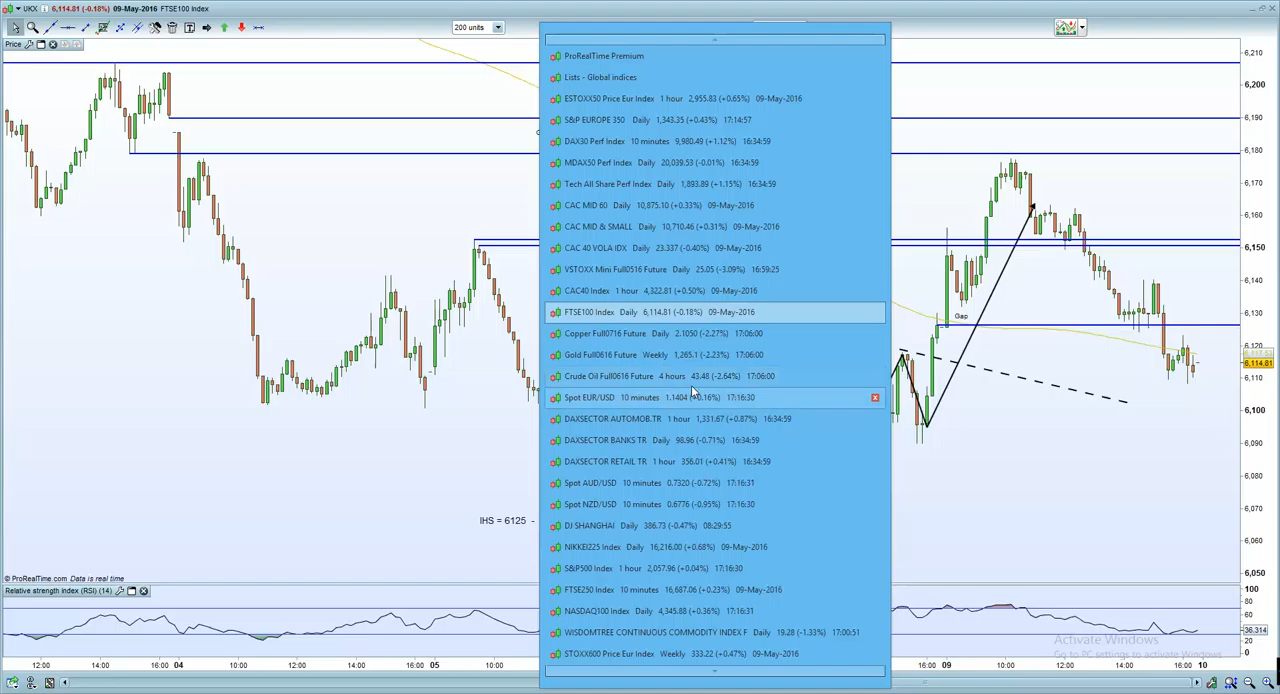 UKX 6,114.81 (-0.18%) 09-May-2016 FTSE100 Index
200 units
Price
6,210
ProRealTime Premium
Lists - Global indices
6,200
ESTOXX50 Price Eur Index 1 hour 2,955.83 (+0.65%) 09-May-2016
S&P EUROPE 350 Daily 1,343.35 (+0.43%) 17:14:57
6,190
DAX30 Perf Index 10 minutes 9,980.49 (+1.12%) 16:34:59
6,180
MDAX50 Perf Index Daily 20,039.53 (-0.01%) 16:34:59
Tech All Share Perf Index Daily 1,893.89 (+1.15%) 16:34:59
6,170
CAC MID 60 Daily 10,875.10 (+0.33%) 09-May-2016
6,160
CAC MID & SMALL Daily 10,710.46 (+0.31%) 09-May-2016
CAC 40 VOLA IDX Daily 23.337 (-0.40%) 09-May-2016
6,150
VSTOXX Mini Full0516 Future Daily 25.05 (-3.09%) 16:59:25
6,140
CAC40 Index 1 hour 4,322.81 (+0.50%) 09-May-2016
FTSE100 Index Daily 6,114.81 (-0.18%) 09-May-2016
Gap
6,130
Copper Full0716 Future Daily 2.1050 (-2.27%) 17:06:00
6,120
Gold Full0616 Future Weekly 1,265.1 (-2.23%) 17:06:00
6,114.81
Crude Oil Full0616 Future 4 hours 43.48 (-2.64%) 17:06:00
6,110
Spot EUR/USD 10 minutes 1.1404 0.16%) 17:16:30
6,100
DAXSECTOR AUTOMOB.TR 1 hour 1,331.67 (+0.87%) 16:34:59
DAXSECTOR BANKS TR Daily 98.96 (-0.71%) 16:34:59
6,090
DAXSECTOR RETAIL TR 1 hour 356.01 (+0.41%) 16:34:59
6,080
Spot AUD/USD 10 minutes 0.7320 (-0.72%) 17:16:31
Spot NZD/USD 10 minutes 0.6776 (-0.95%) 17:16:30
6,070
IHS = 6125 -
DJ SHANGHAI Daily 386.73 (-0.47%) 08:29:55
6,060
NIKKEI225 Index Daily 16,216.00 (+0.68%) 09-May-2016
S&P500 Index 1 hour 2,057.96 (+0.04%) 17:16:30
6,050
© ProRealTime.com Data is real time
Relative strength index (RSI) (14)
FTSE250 Index 10 minutes 16,687.06 (+0.23%) 09-May-2016
100
80
NASDAQ100 Index Daily 4,345.88 (+0.36%) 17:16:31
36.314
WISDOMTREE CONTINUOUS COMMODITY INDEX F Daily 19.28 (-1.33%) 17:00:51
20
Activate Windows
0
STOXX600 Price Eur Index Weekly 333.22 (+0.47%) 09-May-2016
Go to PC settings to activate Windows.
12:00 14:00 16:00 04 10:00 12:00 14:00 16:00 05 10:00 16:00 09 10:00 12:00 14:00 16:00 10